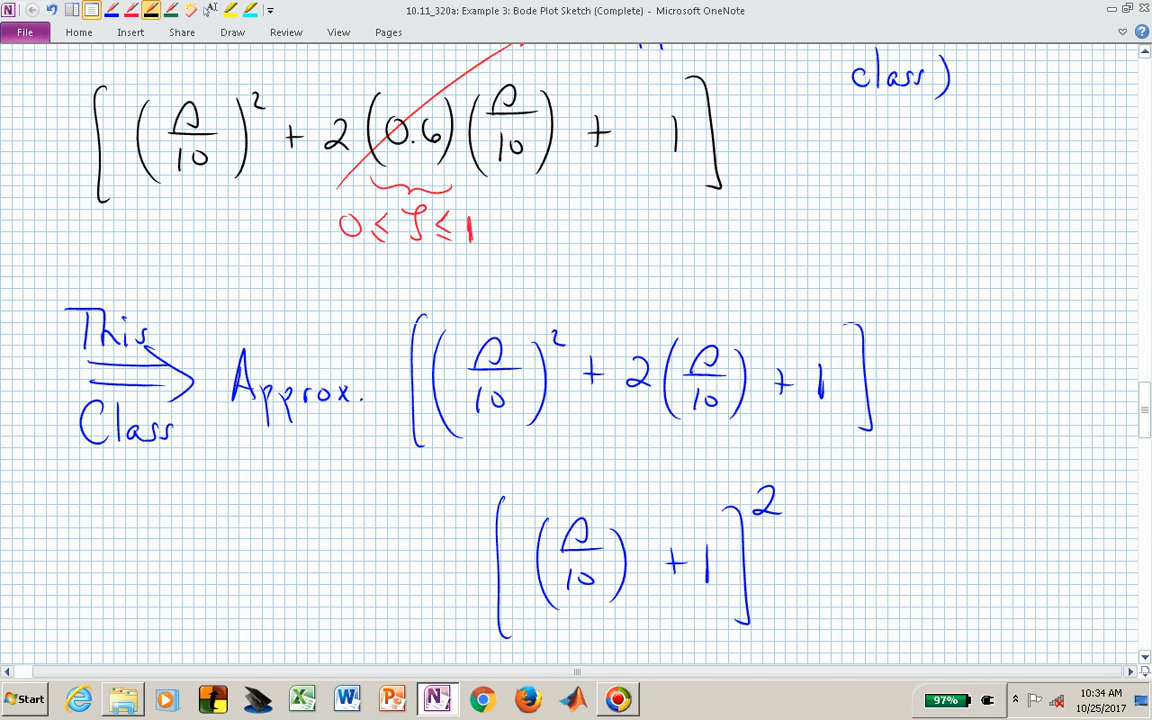 10.11_320a: Example 3: Bode Plot Sketch (Complete) - Microsoft OneNote
File Home Insert Share Draw Review View Pages
class)
[(s/10)² + 2(0.6)(s/10) + 1]
0 ≤ ζ ≤ 1
This
Class
Approx. [(s/10)² + 2(s/10) + 1]
[(s/10) + 1]²
Start
97%
10:34 AM
10/25/2017